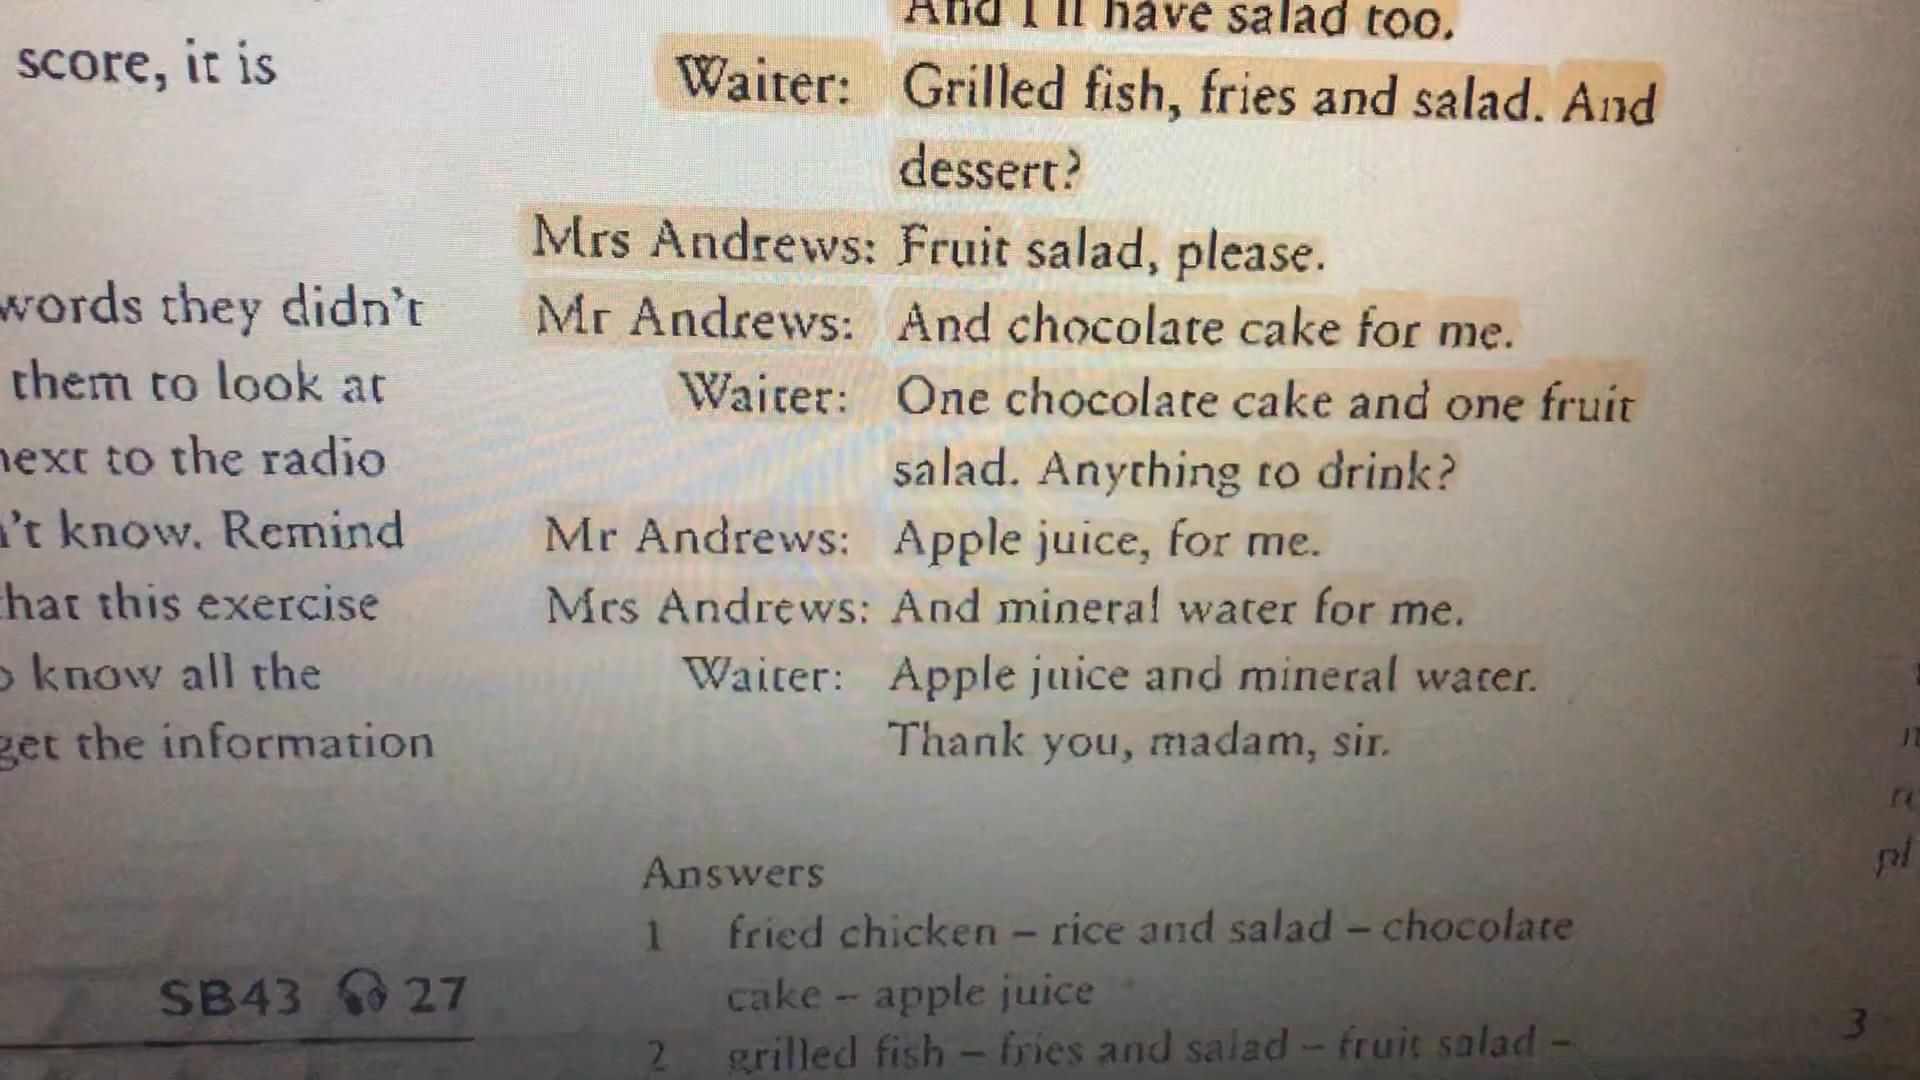 score, it is
words they didn't
them to look at
next to the radio
know. Remind
that this exercise
know all the
get the information
SB43 27
And I'll have salad too.
Waiter: Grilled fish, fries and salad. And
dessert?
Mrs Andrews: Fruit salad, please.
Mr Andrews: And chocolate cake for me.
Waiter: One chocolate cake and one fruit
salad. Anything to drink?
Mr Andrews: Apple juice, for me.
Mrs Andrews: And mineral water for me.
Waiter: Apple juice and mineral water.
Thank you, madam, sir.
Answers
1 fried chicken – rice and salad – chocolate
cake – apple juice
2 grilled fish – fries and salad – fruit salad –
3